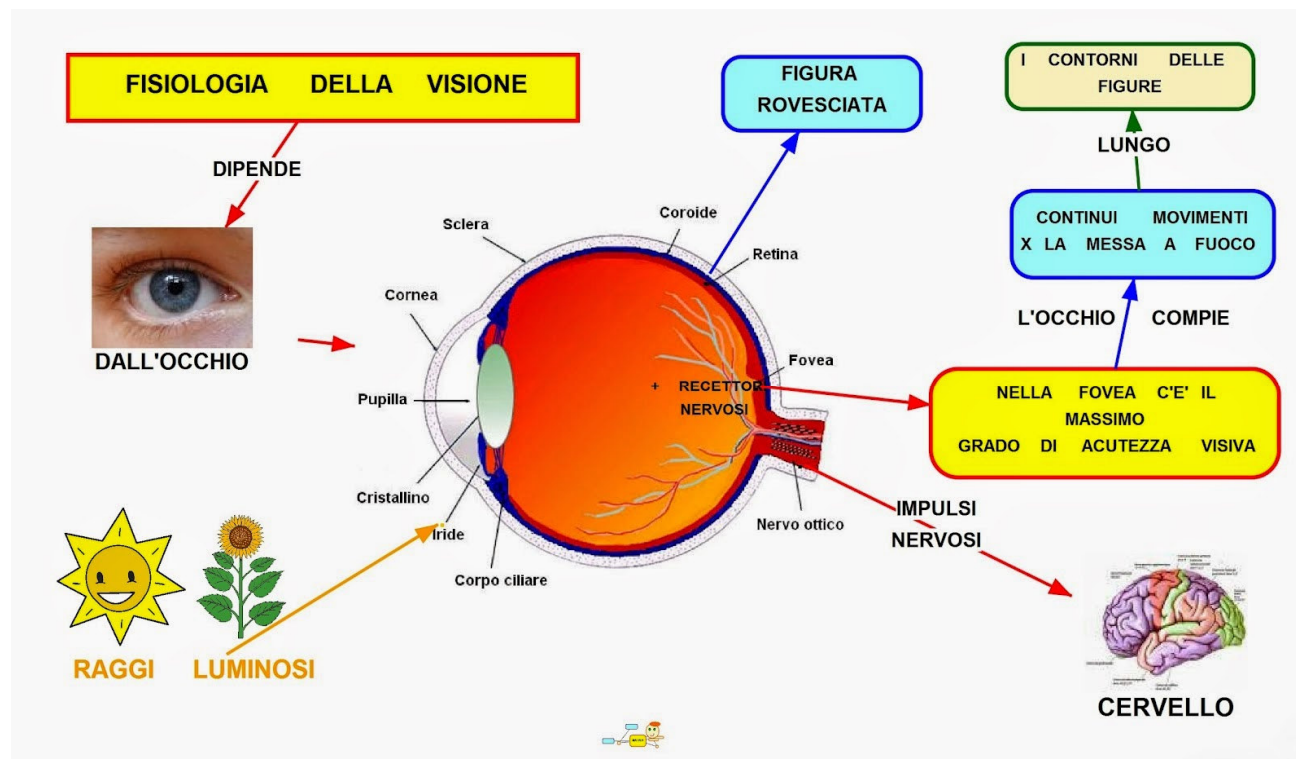 FISIOLOGIA DELLA VISIONE
DIPENDE
DALL'OCCHIO
FIGURA
ROVESCIATA
I CONTORNI DELLE
FIGURE
LUNGO
CONTINUI MOVIMENTI
X LA MESSA A FUOCO
L'OCCHIO COMPIE
NELLA FOVEA C'E' IL
MASSIMO
GRADO DI ACUTEZZA VISIVA
Sclera
Coroide
Retina
Cornea
Fovea
+ RECETTOR
NERVOSI
Pupilla
Cristallino
Iride
Corpo ciliare
Nervo ottico
IMPULSI
NERVOSI
RAGGI LUMINOSI
CERVELLO